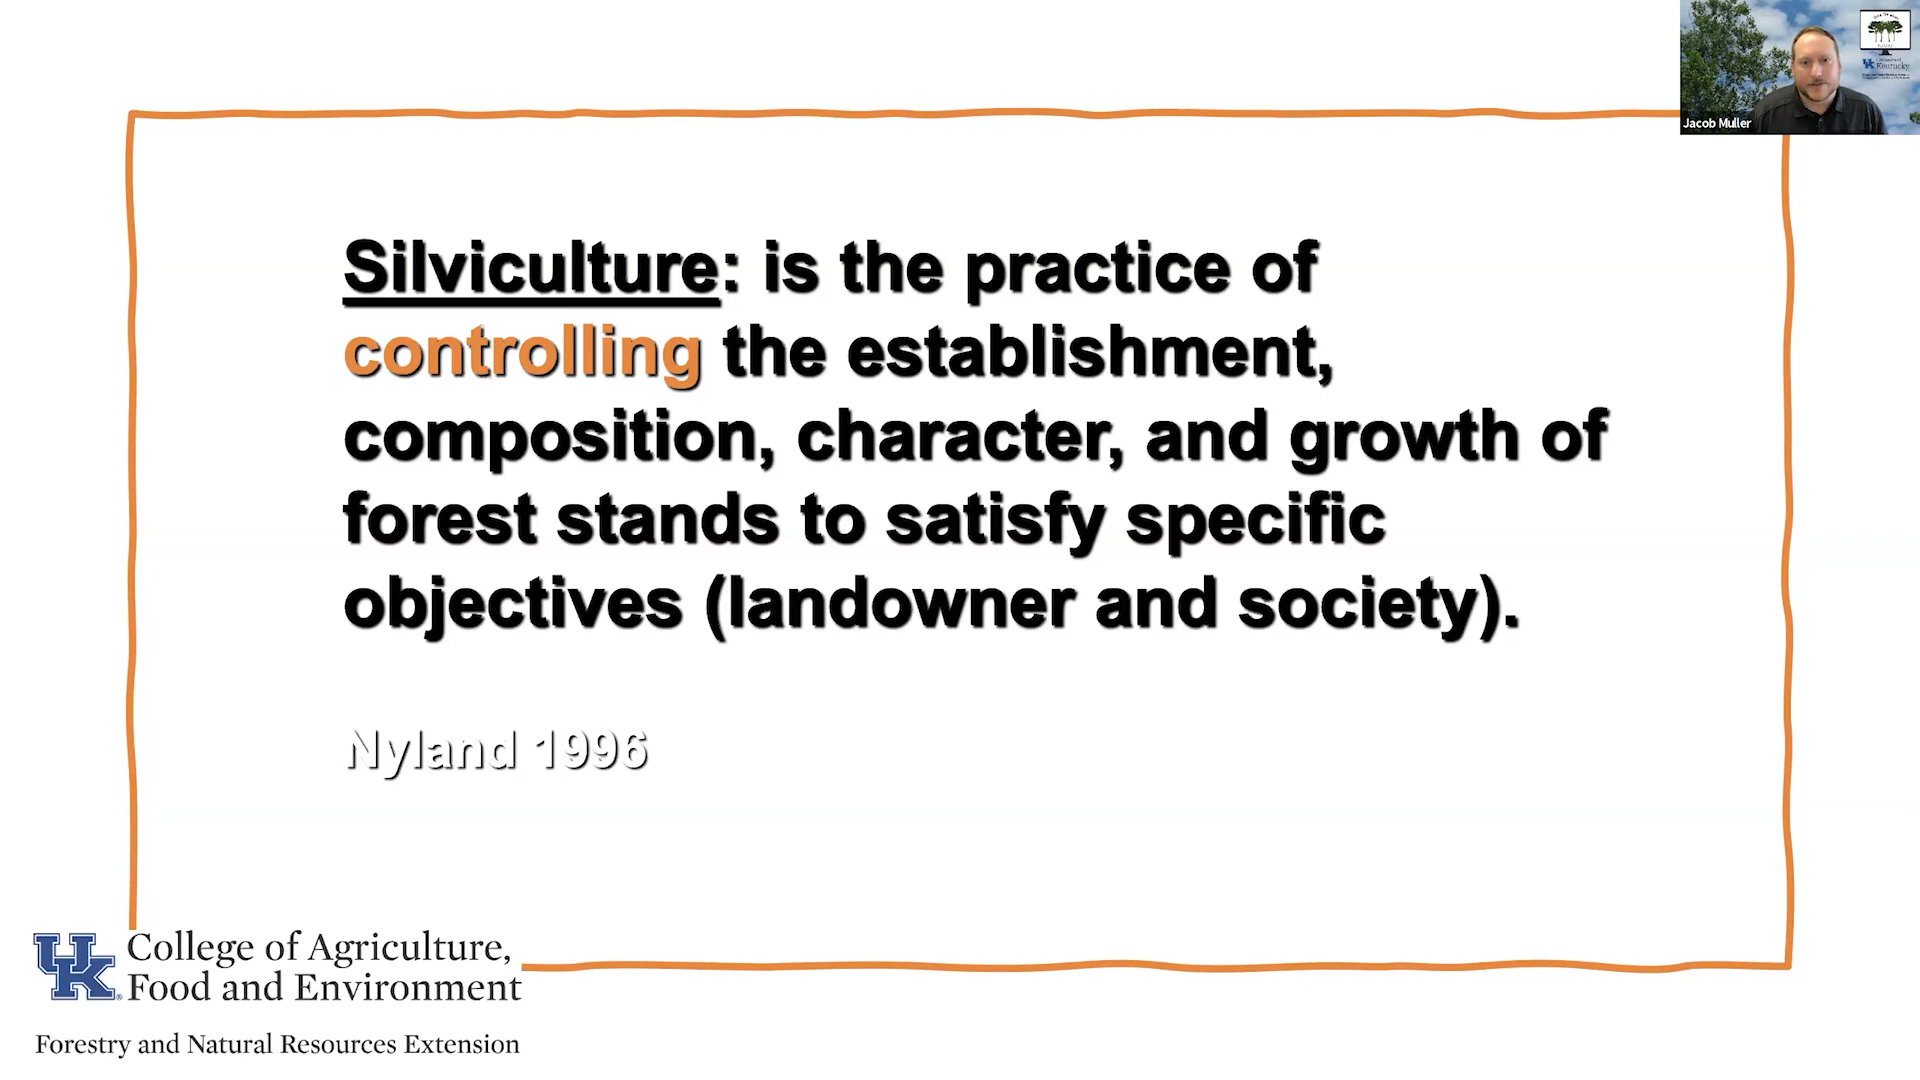 Jacob Muller
UK
Kentucky
Silviculture: is the practice of
controlling the establishment,
composition, character, and growth of
forest stands to satisfy specific
objectives (landowner and society).
Nyland 1996
UK
College of Agriculture,
Food and Environment
Forestry and Natural Resources Extension